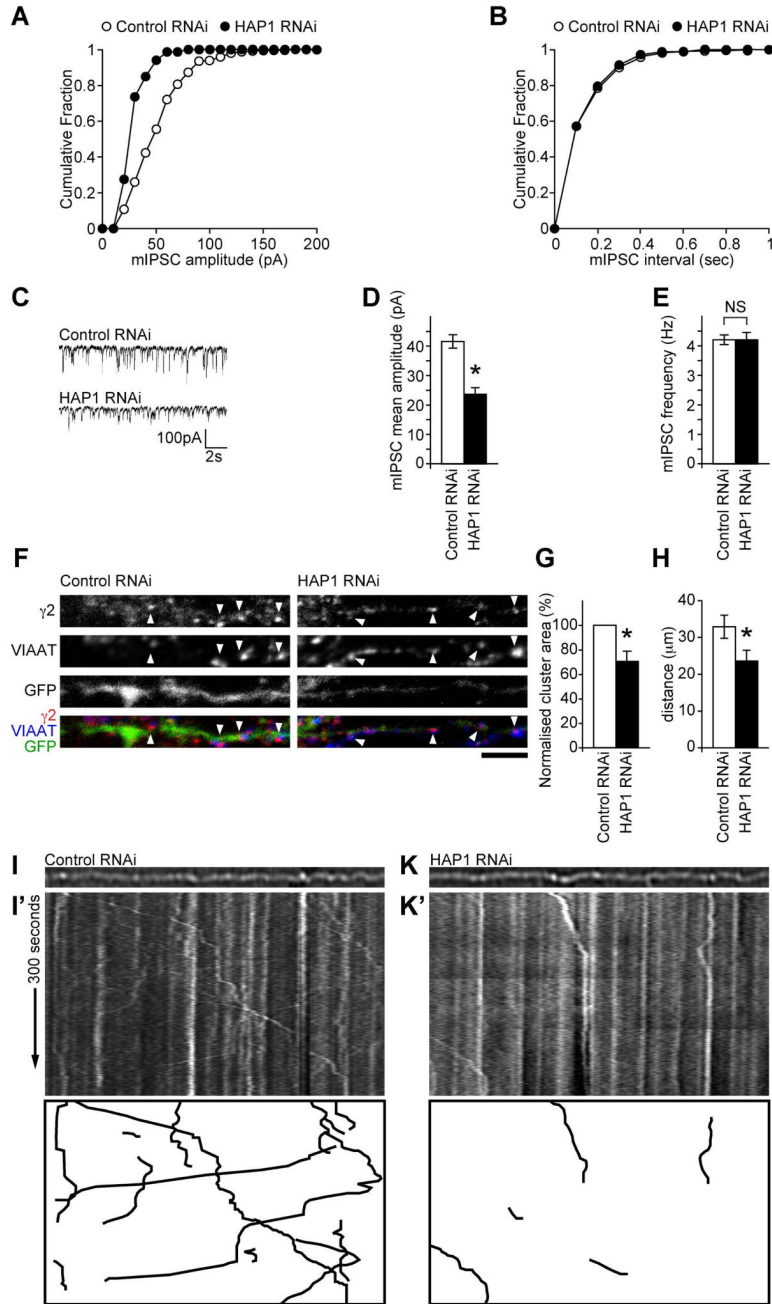 A
Control RNAi HAP1 RNAi
Cumulative Fraction
1
0.8
0.6
0.4
0.2
0
0 50 100 150 200
mIPSC amplitude (pA)
B
Control RNAi HAP1 RNAi
Cumulative Fraction
1
0.8
0.6
0.4
0.2
0
0 0.2 0.4 0.6 0.8 1
mIPSC interval (sec)
C
Control RNAi
HAP1 RNAi
100pA
2s
D
mIPSC mean amplitude (pA)
40
30
20
10
0
*
Control RNAi
HAP1 RNAi
E
mIPSC frequency (Hz)
NS
4
3
2
1
0
Control RNAi
HAP1 RNAi
F
Control RNAi HAP1 RNAi
γ2
VIAAT
GFP
γ2
VIAAT
GFP
G
Normalised cluster area (%)
100
80
60
40
20
0
*
Control RNAi
HAP1 RNAi
H
distance (μm)
40
30
20
10
0
*
Control RNAi
HAP1 RNAi
I
Control RNAi
I'
300 seconds
K
HAP1 RNAi
K'